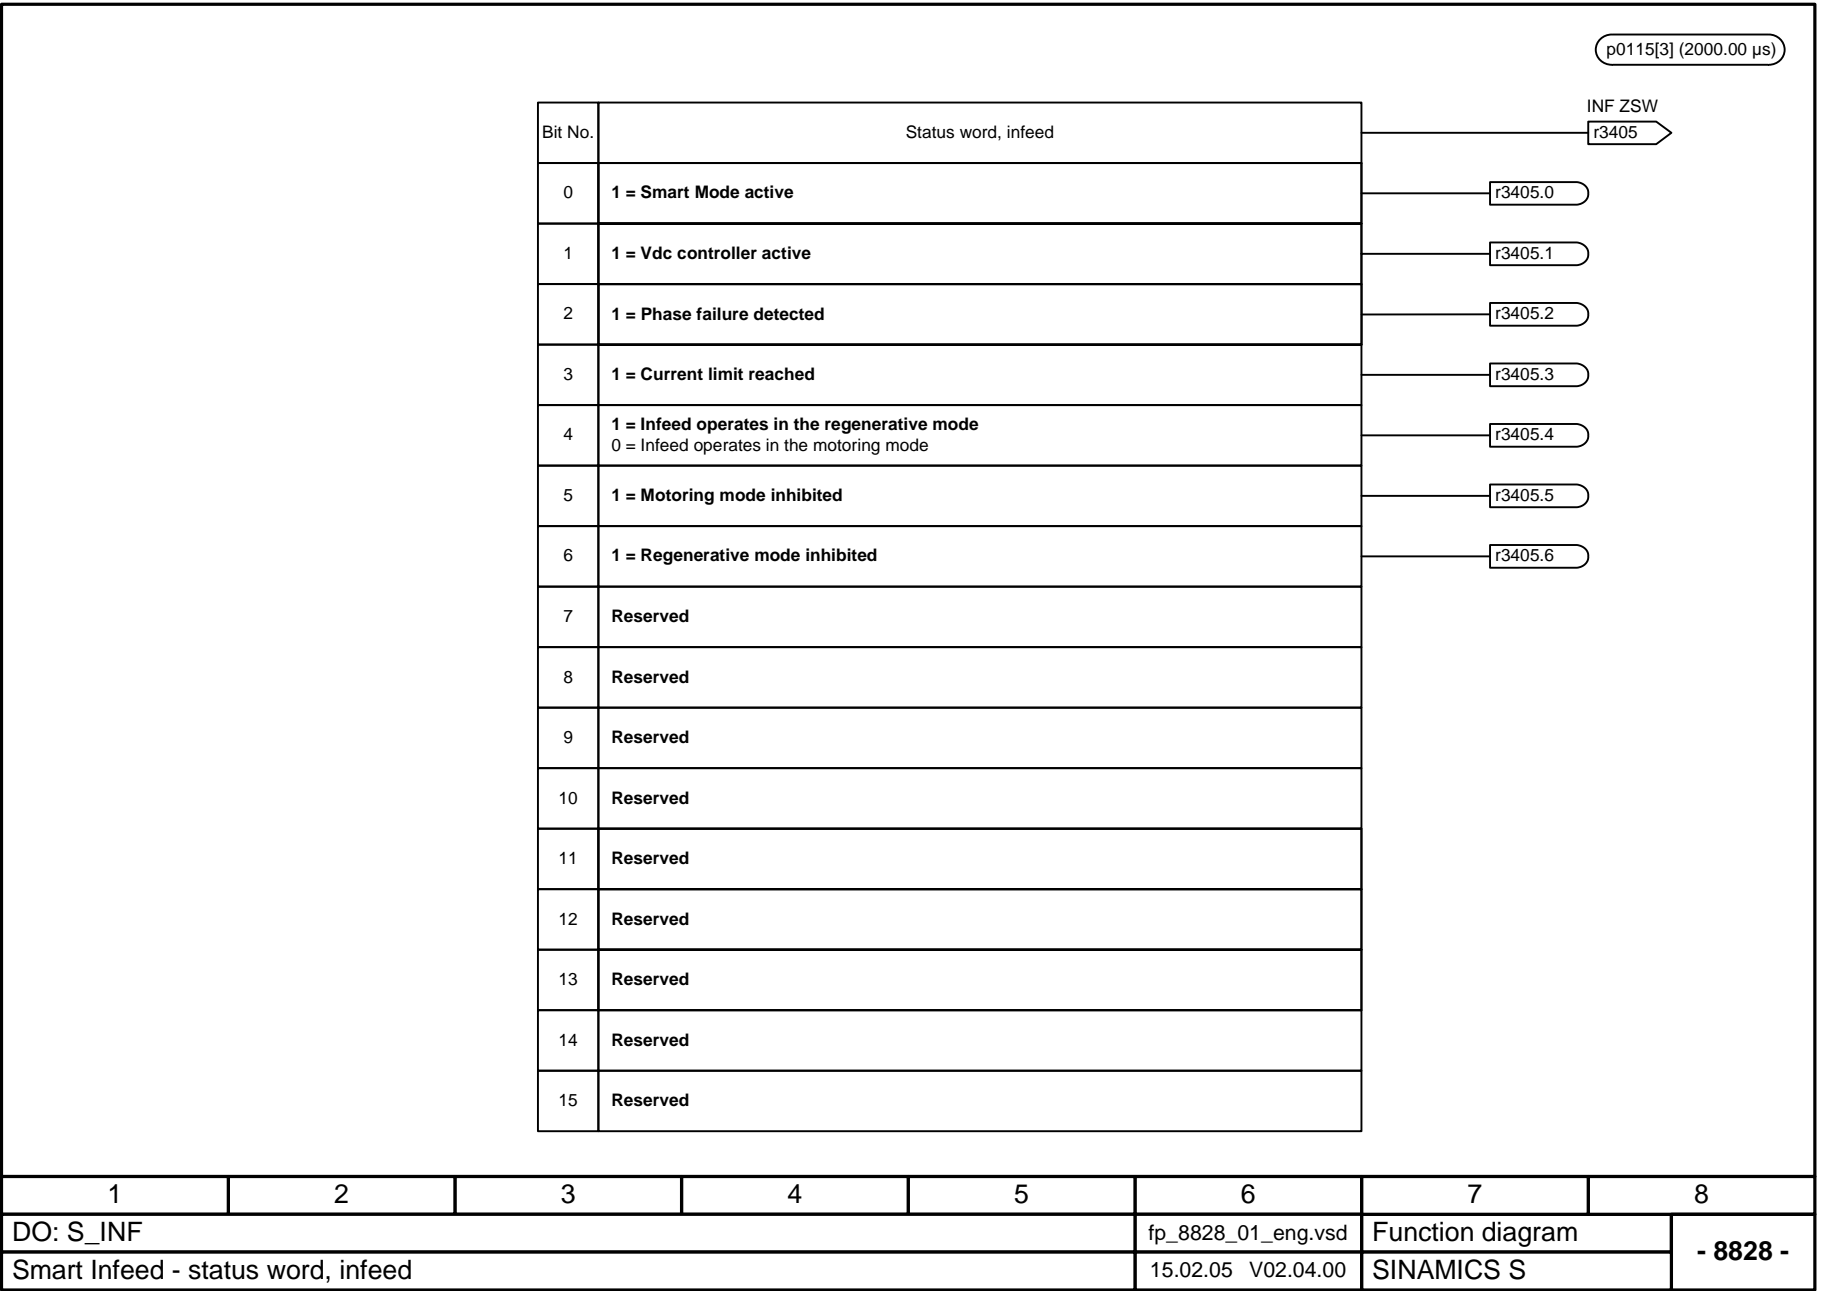 p0115[3] (2000.00 µs)
INF ZSW
Bit No. Status word, infeed r3405
0 1 = Smart Mode active r3405.0
1 1 = Vdc controller active r3405.1
2 1 = Phase failure detected r3405.2
3 1 = Current limit reached r3405.3
4 1 = Infeed operates in the regenerative mode
0 = Infeed operates in the motoring mode r3405.4
5 1 = Motoring mode inhibited r3405.5
6 1 = Regenerative mode inhibited r3405.6
7 Reserved
8 Reserved
9 Reserved
10 Reserved
11 Reserved
12 Reserved
13 Reserved
14 Reserved
15 Reserved
1 2 3 4 5 6 7 8
DO: S_INF fp_8828_01_eng.vsd Function diagram
- 8828 -
Smart Infeed - status word, infeed 15.02.05 V02.04.00 SINAMICS S